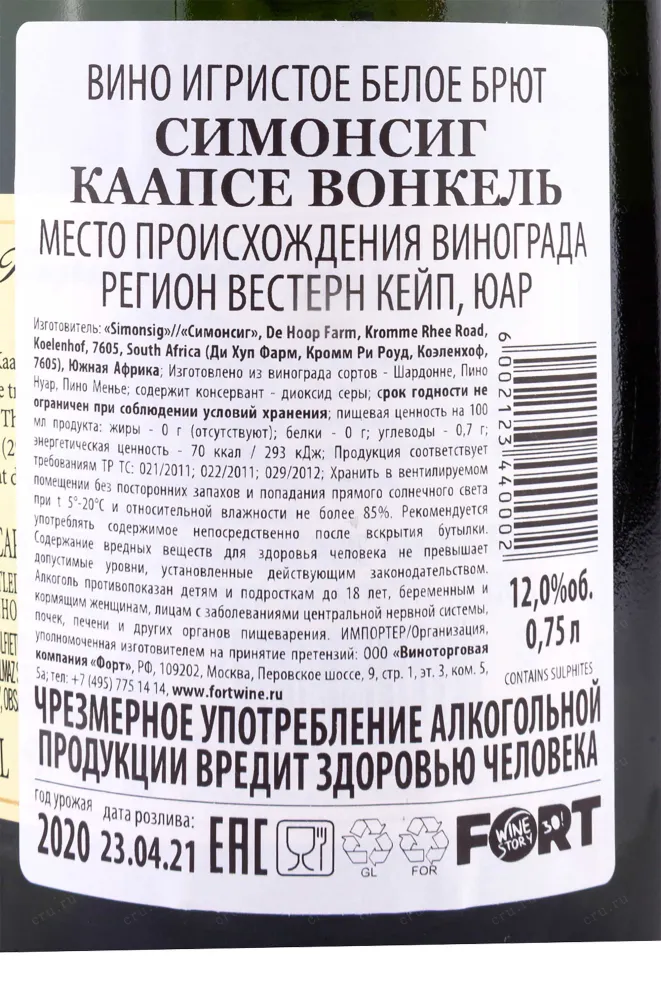 ВИНО ИГРИСТОЕ БЕЛОЕ БРЮТ
СИМОНСИГ
КААПСЕ ВОНКЕЛЬ
МЕСТО ПРОИСХОЖДЕНИЯ ВИНОГРАДА
РЕГИОН ВЕСТЕРН КЕЙП, ЮАР
Изготовитель: «Simonsig»//«Симонсиг», De Hoop Farm, Kromme Rhee Road,
Koelenhof, 7605, South Africa (Ди Хуп Фарм, Кромм Ри Роуд, Коэленхоф,
7605), Южная Африка; Изготовлено из винограда сортов - Шардонне, Пино
Нуар, Пино Менье; содержит консервант - диоксид серы; срок годности не
ограничен при соблюдении условий хранения; пищевая ценность на 100
мл продукта: жиры - 0 г (отсутствуют); белки - 0 г; углеводы - 0,7 г;
энергетическая ценность - 70 ккал / 293 кДж; Продукция соответствует
требованиям ТР ТС: 021/2011; 022/2011; 029/2012; Хранить в вентилируемом
помещении без посторонних запахов и попадания прямого солнечного света
при t 5°-20°C и относительной влажности не более 85%. Рекомендуется
употреблять содержимое непосредственно после вскрытия бутылки.
Содержание вредных веществ для здоровья человека не превышает
допустимые уровни, установленные действующим законодательством.
Алкоголь противопоказан детям и подросткам до 18 лет, беременным и
кормящим женщинам, лицам с заболеваниями центральной нервной системы,
почек, печени и других органов пищеварения. ИМПОРТЕР/Организация,
уполномоченная изготовителем на принятие претензий: ООО «Виноторговая
компания «Форт», РФ, 109202, Москва, Перовское шоссе, 9, стр. 1, эт. 3, ком. 5,
5а; тел: +7 (495) 775 14 14, www.fortwine.ru
6 002123 440002
12,0%об.
0,75 л
CONTAINS SULPHITES
ЧРЕЗМЕРНОЕ УПОТРЕБЛЕНИЕ АЛКОГОЛЬНОЙ
ПРОДУКЦИИ ВРЕДИТ ЗДОРОВЬЮ ЧЕЛОВЕКА
год урожая
2020
дата розлива:
23.04.21
EAC
GL
FOR
FORT
WINE STORY
30!
cru.ru